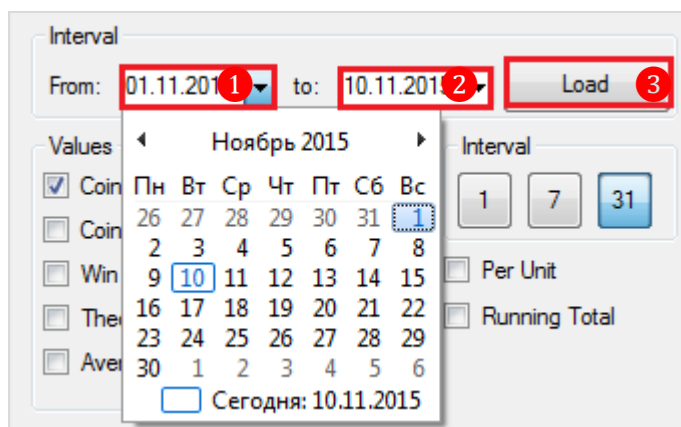 Interval
From: 01.11.201 1 to: 10.11.201 2 Load 3
Values
Coin
Coin
Win
Ave
Ноябрь 2015
Пн Вт Ср Чт Пт Сб Вс
26 27 28 29 30 31 1
2 3 4 5 6 7 8
9 10 11 12 13 14 15
16 17 18 19 20 21 22
23 24 25 26 27 28 29
30 1 2 3 4 5 6
Сегодня: 10.11.2015
Interval
1 7 31
Per Unit
Running Total